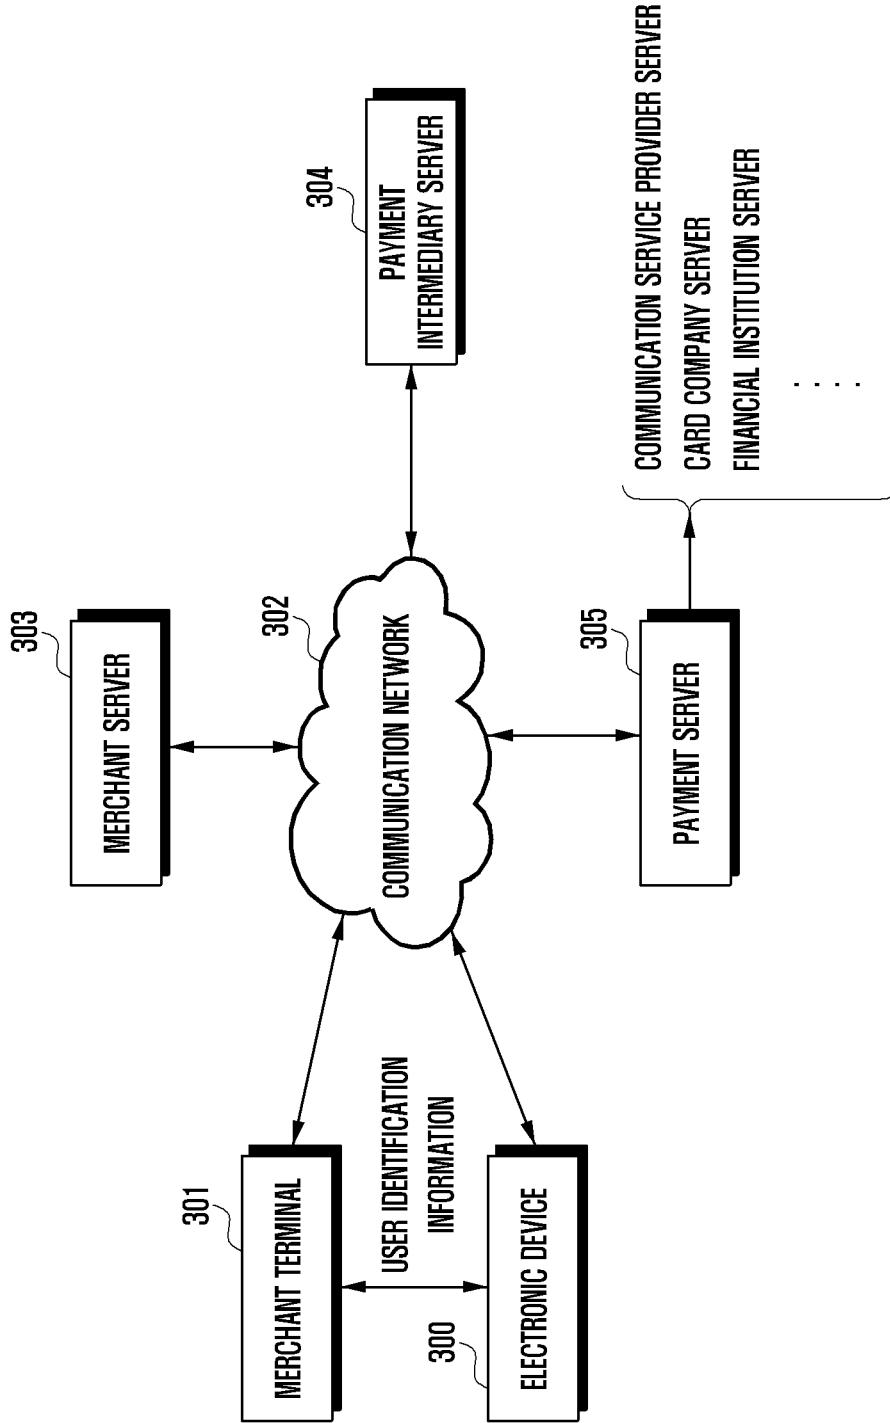 303
MERCHANT SERVER
301
MERCHANT TERMINAL
302
COMMUNICATION NETWORK
304
PAYMENT
INTERMEDIARY SERVER
USER IDENTIFICATION
INFORMATION
300
ELECTRONIC DEVICE
305
PAYMENT SERVER
COMMUNICATION SERVICE PROVIDER SERVER
CARD COMPANY SERVER
FINANCIAL INSTITUTION SERVER
. . . .